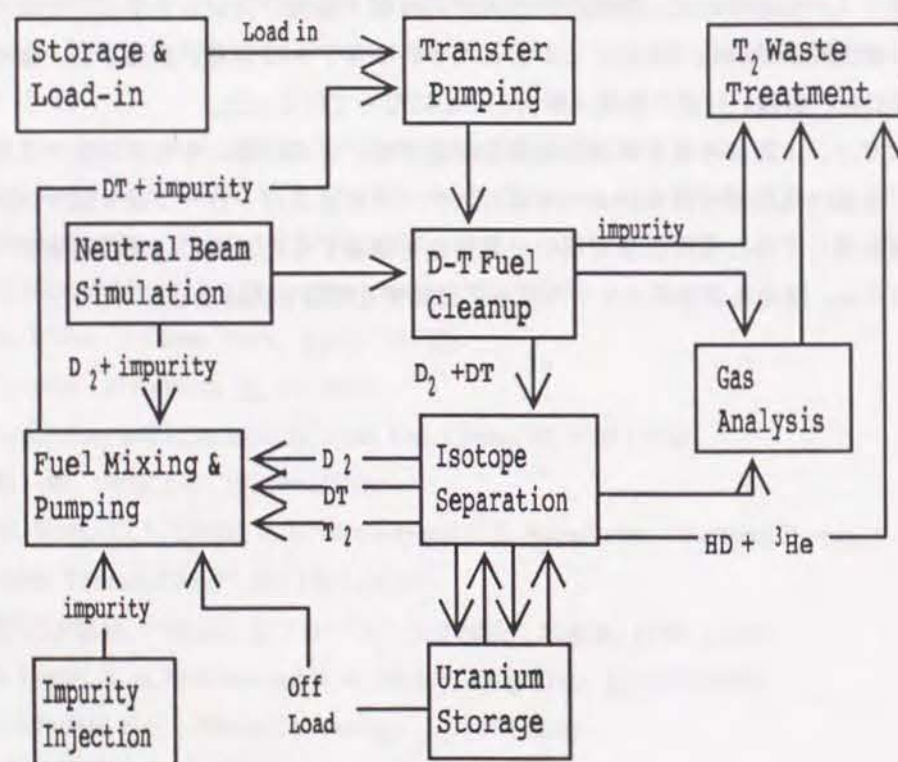 Storage &
Load-in
Load in
Transfer
Pumping
T2 Waste
Treatment
DT + impurity
Neutral Beam
Simulation
D-T Fuel
Cleanup
impurity
D2 + impurity
D2 +DT
Gas
Analysis
Fuel Mixing &
Pumping
D2
DT
T2
Isotope
Separation
HD + 3He
impurity
Impurity
Injection
Off
Load
Uranium
Storage